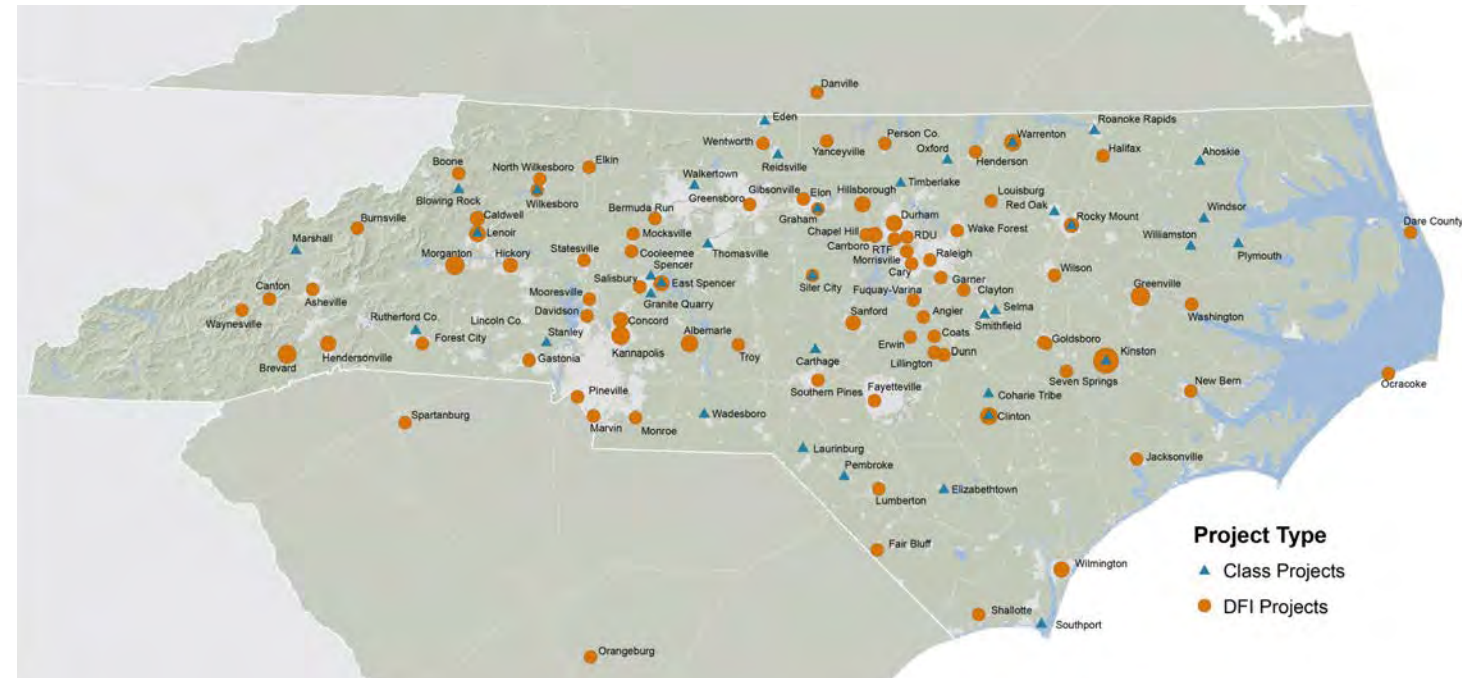 Danville
Eden
Roanoke Rapids
Wentworth
Yanceyville
Person Co.
Warrenton
Oxford
Reidsville
Henderson
Halifax
Ahoskie
Boone
North Wilkesboro
Elkin
Walkertown
Gibsonville
Elon
Hillsborough
Timberlake
Louisburg
Blowing Rock
Wilkesboro
Greensboro
Red Oak
Windsor
Burnsville
Caldwell
Bermuda Run
Graham
Durham
Rocky Mount
Dare County
Lenoir
Mocksville
Chapel Hill
RDU
Wake Forest
Williamston
Marshall
Statesville
Cooleemee
Thomasville
Carrboro
RTF
Plymouth
Morganton
Hickory
Spencer
Morrisville
Raleigh
Canton
Salisbury
East Spencer
Siler City
Cary
Garner
Wilson
Greenville
Asheville
Mooresville
Granite Quarry
Fuquay-Varina
Clayton
Waynesville
Rutherford Co.
Lincoln Co.
Davidson
Concord
Albemarle
Sanford
Angier
Selma
Smithfield
Washington
Forest City
Stanley
Erwin
Coats
Goldsboro
Brevard
Hendersonville
Gastonia
Kannapolis
Troy
Carthage
Lillington
Dunn
Kinston
Seven Springs
Ocracoke
Pineville
Southern Pines
Fayetteville
Coharie Tribe
New Bern
Spartanburg
Marvin
Monroe
Wadesboro
Clinton
Laurinburg
Jacksonville
Pembroke
Lumberton
Elizabethtown
Fair Bluff
Wilmington
Shallotte
Southport
Orangeburg
Project Type
Class Projects
DFI Projects